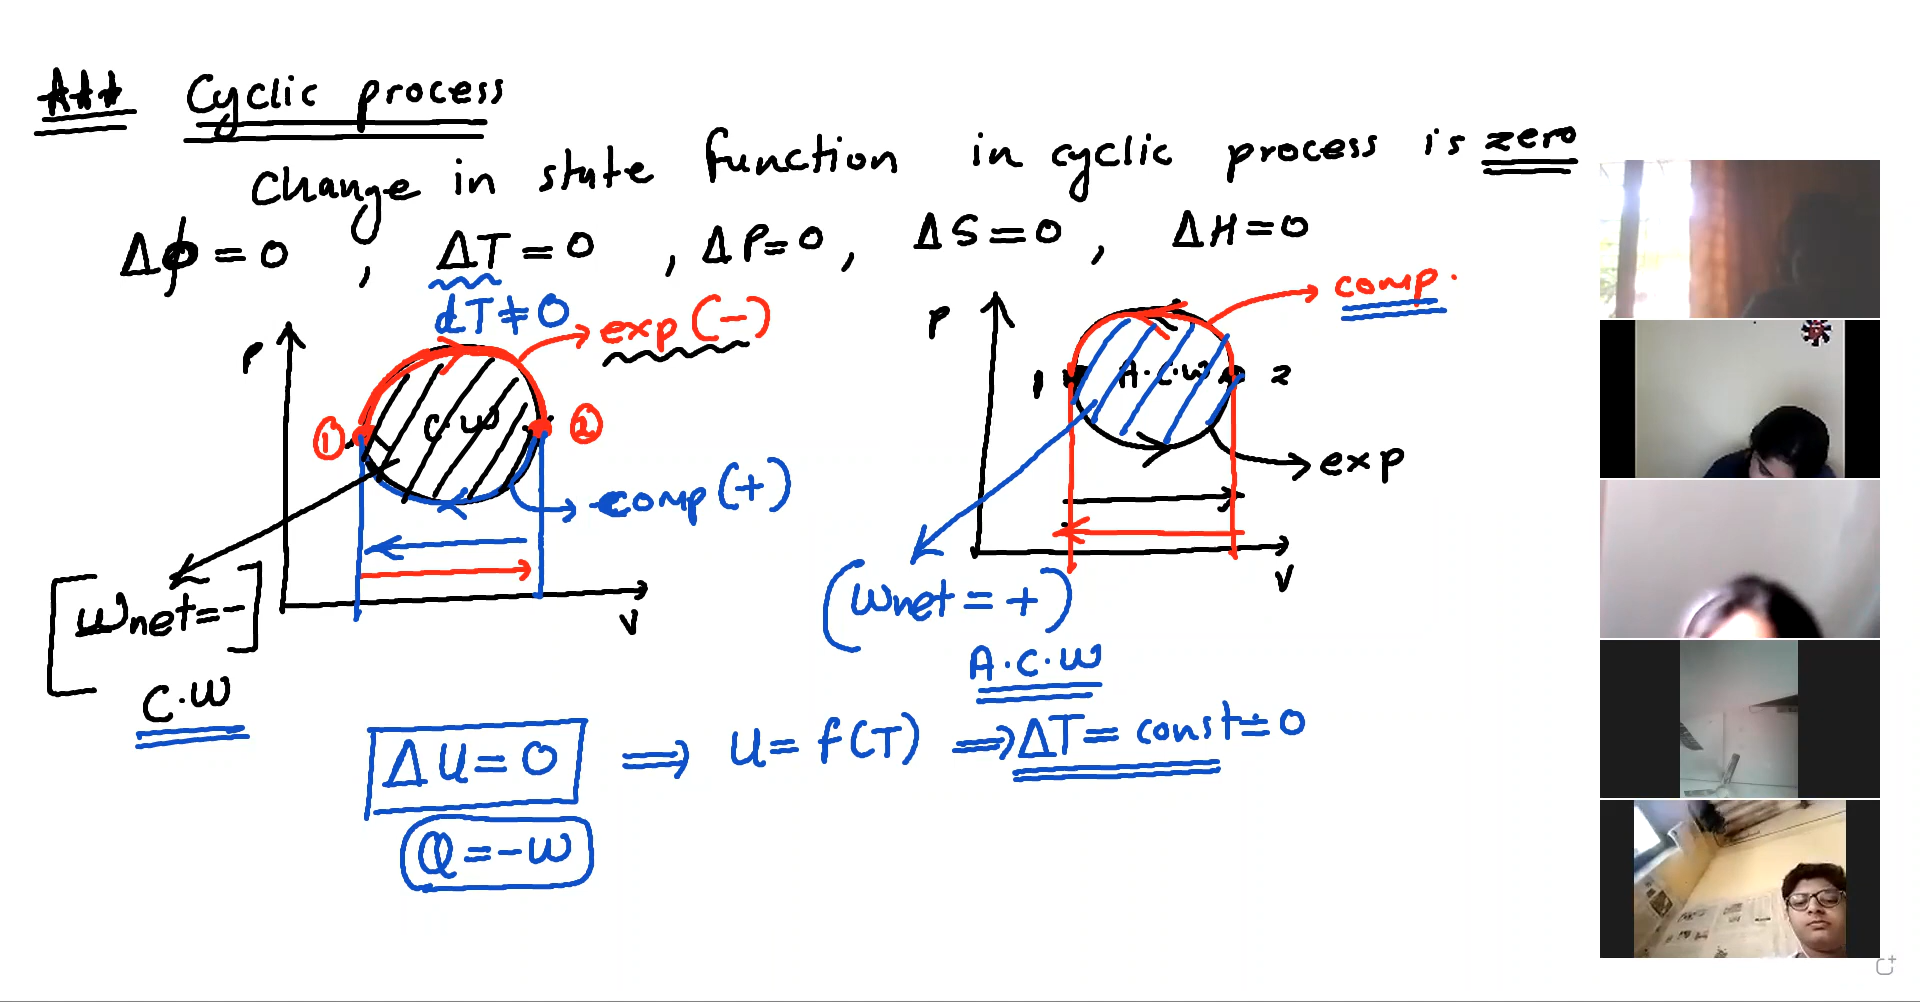 *** Cyclic process
Change in state function in cyclic process is zero
Δϕ = 0 , ΔT = 0 , ΔP = 0 , ΔS = 0 , ΔH = 0
dT ≠ 0
P
exp (-)
① C.W ②
comp (+)
V
[Wnet = -]
C.W
P
comp.
1 A.C.W 2
exp
V
(Wnet = +)
A.C.W
ΔU = 0 ⟹ U = f(T) ⟹ ΔT = const = 0
Q = -W